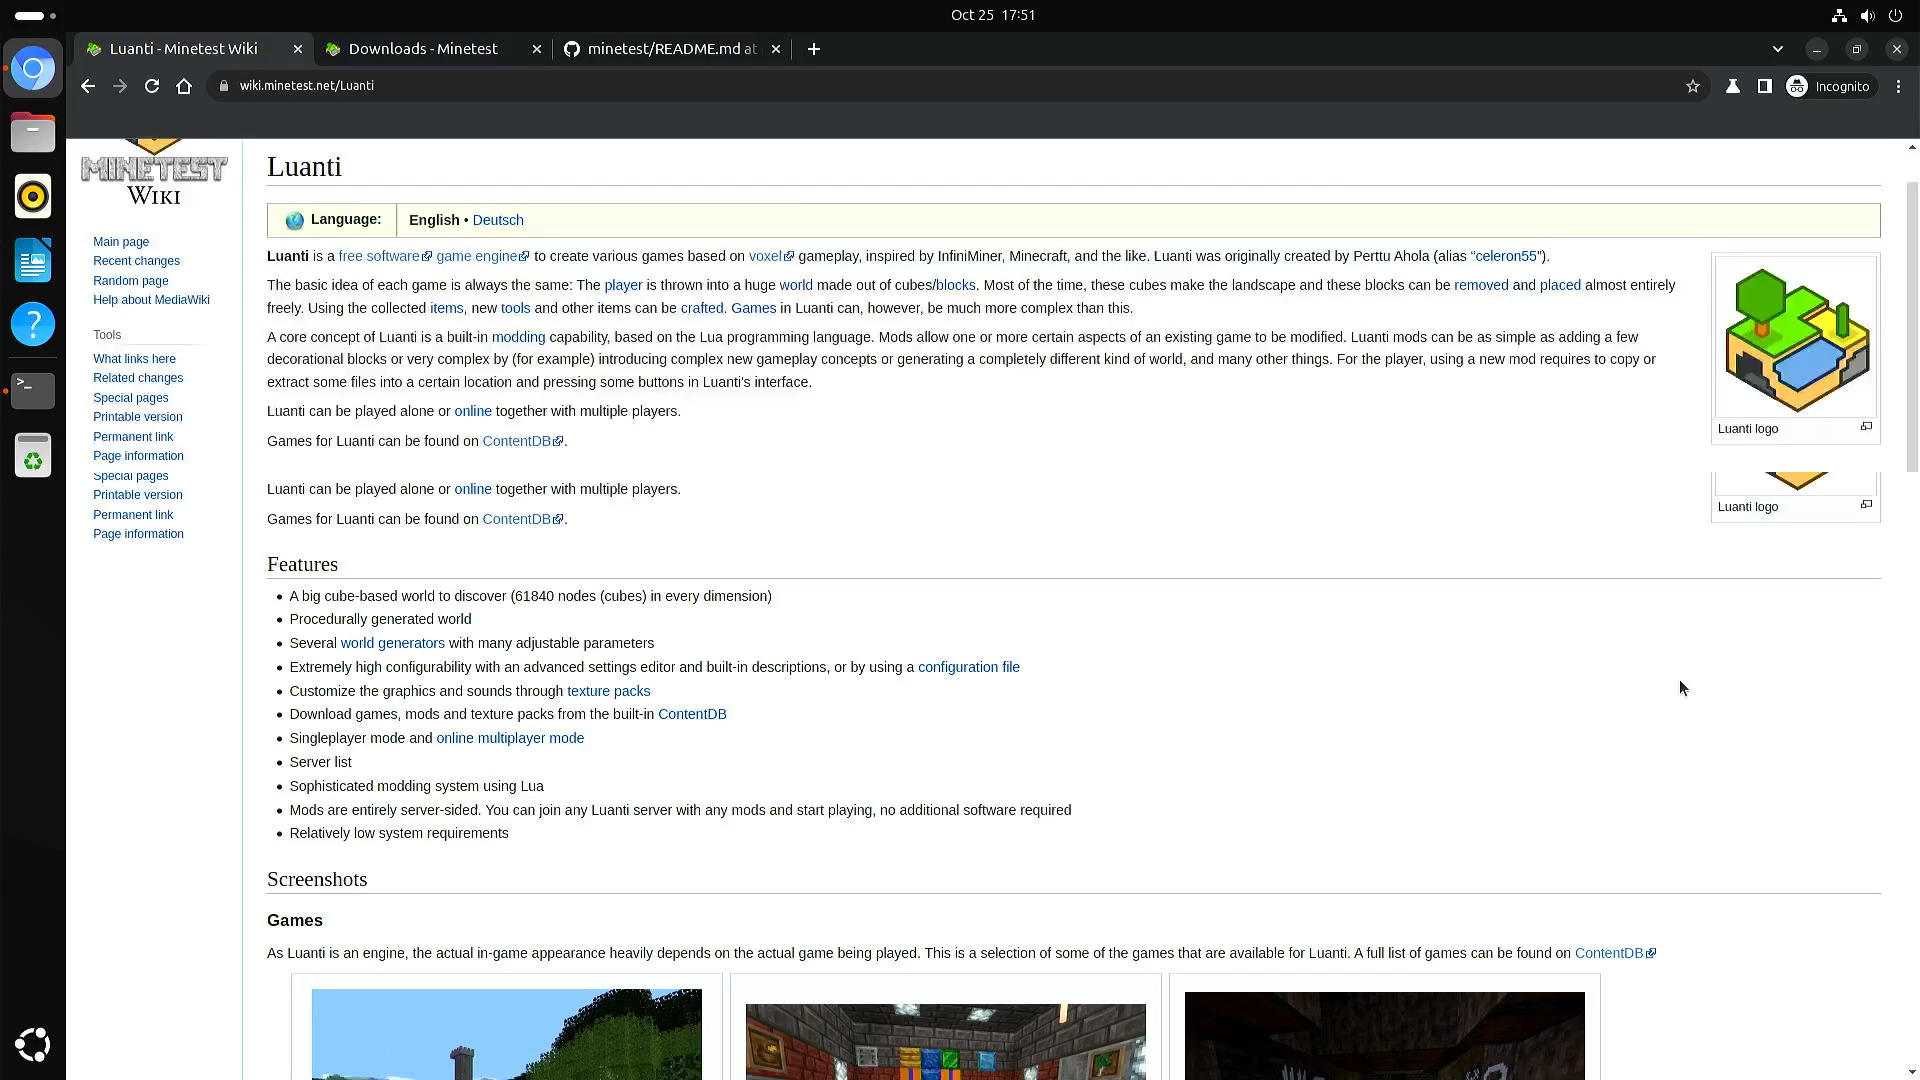 Oct 25 17:51
Luanti - Minetest Wiki
Downloads - Minetest
minetest/README.md at
wiki.minetest.net/Luanti
Incognito
MINETEST
WIKI
Main page
Recent changes
Random page
Help about MediaWiki
Tools
What links here
Related changes
Special pages
Printable version
Permanent link
Page information
Special pages
Printable version
Permanent link
Page information
Luanti
Language: English • Deutsch
Luanti is a free software game engine to create various games based on voxel gameplay, inspired by InfiniMiner, Minecraft, and the like. Luanti was originally created by Perttu Ahola (alias “celeron55”).
The basic idea of each game is always the same: The player is thrown into a huge world made out of cubes/blocks. Most of the time, these cubes make the landscape and these blocks can be removed and placed almost entirely
freely. Using the collected items, new tools and other items can be crafted. Games in Luanti can, however, be much more complex than this.
A core concept of Luanti is a built-in modding capability, based on the Lua programming language. Mods allow one or more certain aspects of an existing game to be modified. Luanti mods can be as simple as adding a few
decorational blocks or very complex by (for example) introducing complex new gameplay concepts or generating a completely different kind of world, and many other things. For the player, using a new mod requires to copy or
extract some files into a certain location and pressing some buttons in Luanti's interface.
Luanti can be played alone or online together with multiple players.
Games for Luanti can be found on ContentDB.
Luanti logo
Luanti can be played alone or online together with multiple players.
Games for Luanti can be found on ContentDB.
Luanti logo
Features
• A big cube-based world to discover (61840 nodes (cubes) in every dimension)
• Procedurally generated world
• Several world generators with many adjustable parameters
• Extremely high configurability with an advanced settings editor and built-in descriptions, or by using a configuration file
• Customize the graphics and sounds through texture packs
• Download games, mods and texture packs from the built-in ContentDB
• Singleplayer mode and online multiplayer mode
• Server list
• Sophisticated modding system using Lua
• Mods are entirely server-sided. You can join any Luanti server with any mods and start playing, no additional software required
• Relatively low system requirements
Screenshots
Games
As Luanti is an engine, the actual in-game appearance heavily depends on the actual game being played. This is a selection of some of the games that are available for Luanti. A full list of games can be found on ContentDB